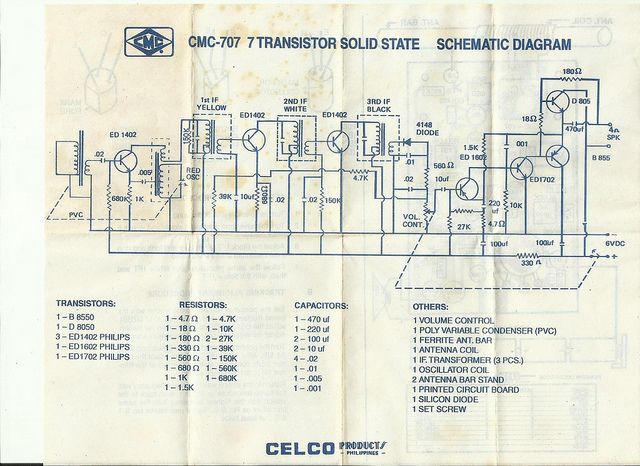 CMC
CMC-707 7 TRANSISTOR SOLID STATE SCHEMATIC DIAGRAM
180Ω
D 805
1st IF
YELLOW
ED1402
2ND IF
WHITE
ED1402
3RD IF
BLACK
4148
DIODE
18Ω
470uf
4Ω
SPK
ED 1402
150K
.02
.005
RED
OSC
680K
1K
PVC
39K
10uf
680Ω
.02
.02
150K
4.7K
.02
.02
VOL.
CONT.
560Ω
10uf
1.5K
ED 1602
.001
ED1702
B 855
220
uf
10K
27K
4.7Ω
100uf
100uf
330Ω
6VDC
TRANSISTORS:
1 – B 8550
1 – D 8050
3 – ED1402 PHILIPS
1 – ED1602 PHILIPS
1 – ED1702 PHILIPS
RESISTORS:
1 – 4.7Ω 1 – 4.7K
1 – 18Ω 1 – 10K
1 – 180Ω 2 – 27K
1 – 330Ω 1 – 39K
1 – 560Ω 1 – 150K
1 – 680Ω 1 – 560K
1 – 1K 1 – 680K
1 – 1.5K
CAPACITORS:
1 – 470 uf
1 – 220 uf
2 – 100 uf
2 – 10 uf
4 – .02
1 – .01
1 – .005
1 – .001
OTHERS:
1 VOLUME CONTROL
1 POLY VARIABLE CONDENSER (PVC)
1 FERRITE ANT. BAR
1 ANTENNA COIL
1 IF. TRANSFORMER (3 PCS.)
1 OSCILLATOR COIL
2 ANTENNA BAR STAND
1 PRINTED CIRCUIT BOARD
1 SILICON DIODE
1 SET SCREW
CELCO PRODUCTS
– PHILIPPINES –